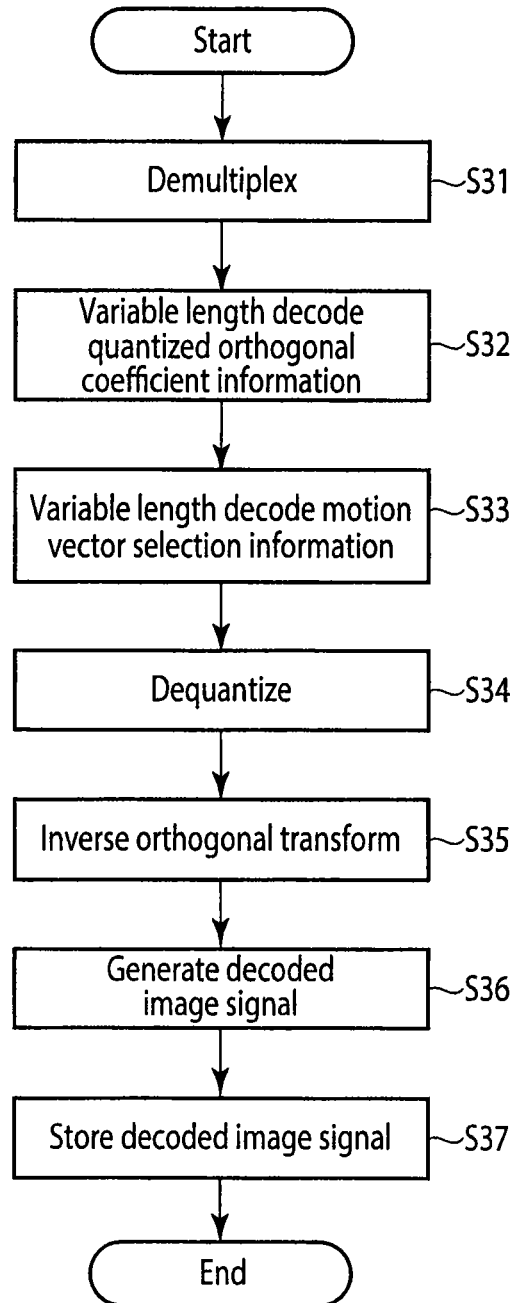 Start
Demultiplex
S31
Variable length decode
quantized orthogonal
coefficient information
S32
Variable length decode motion
vector selection information
S33
Dequantize
S34
Inverse orthogonal transform
S35
Generate decoded
image signal
S36
Store decoded image signal
S37
End